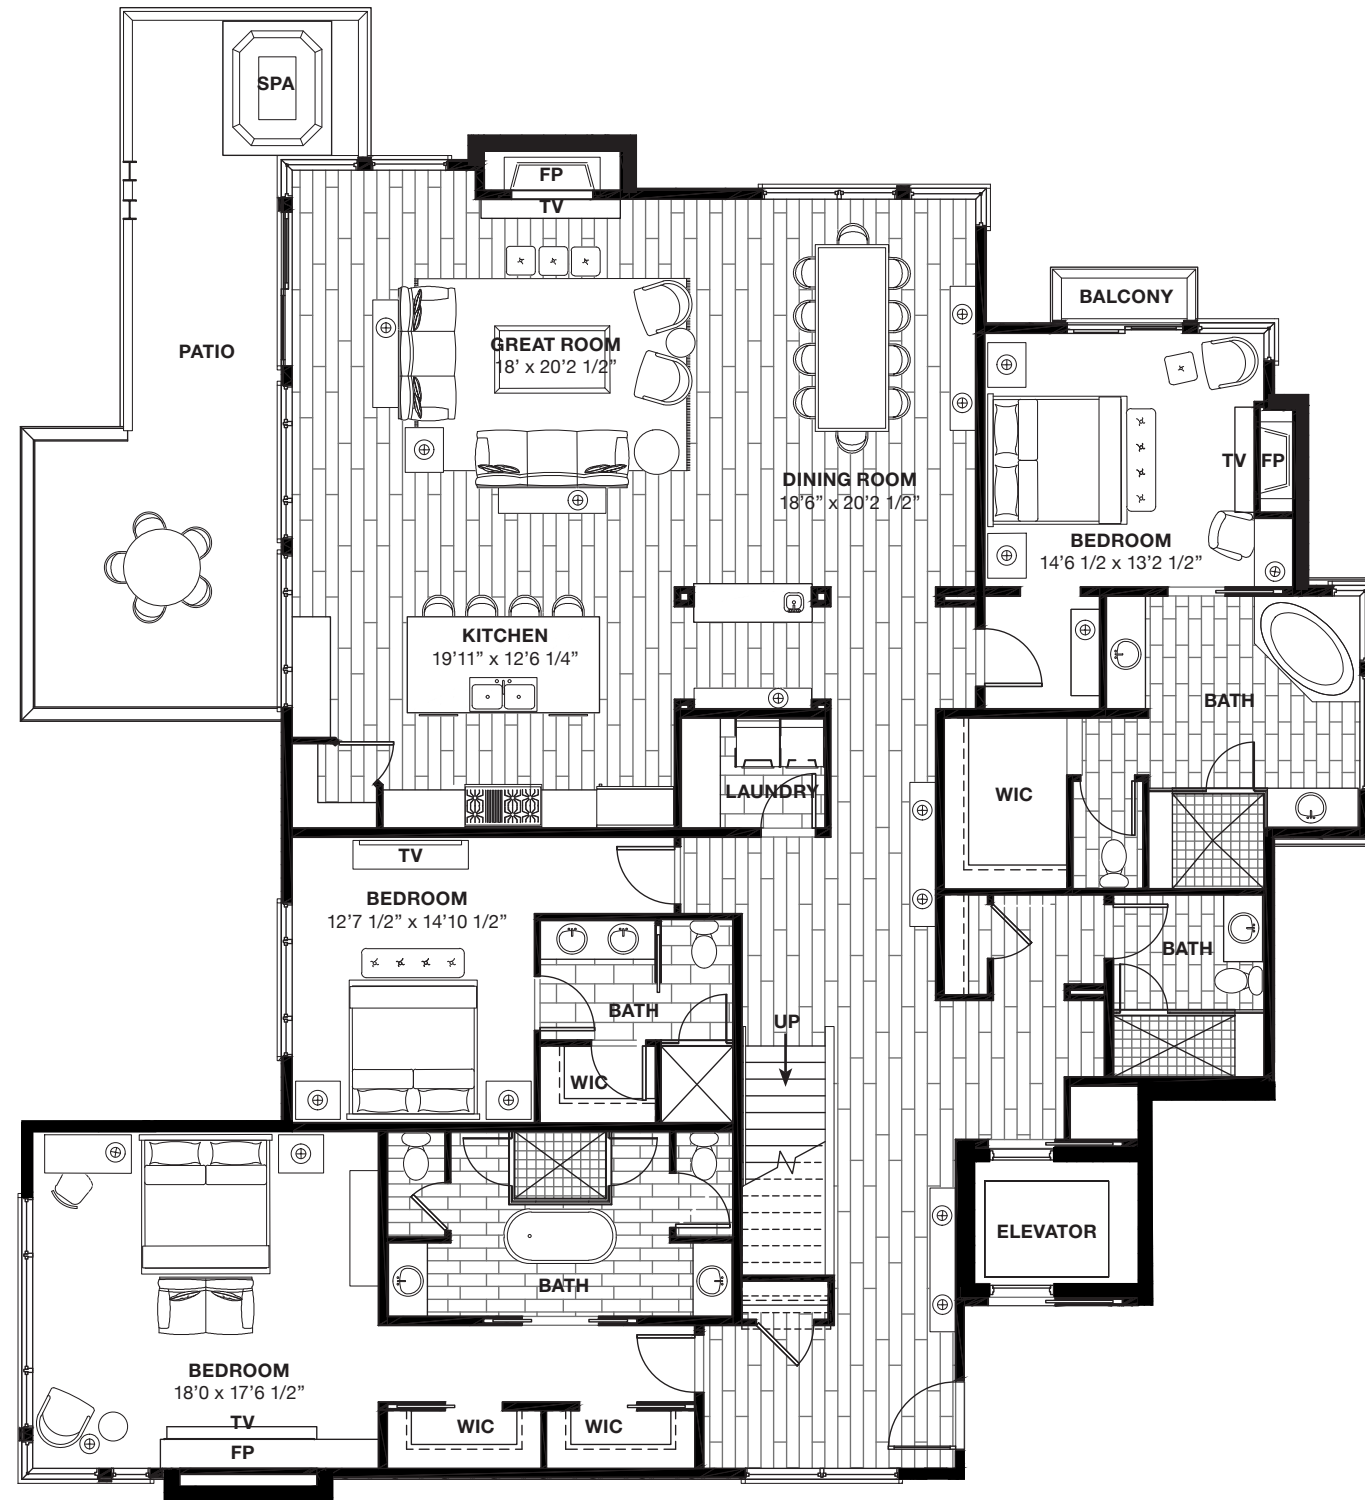 SPA
FP
TV
BALCONY
PATIO
GREAT ROOM
18’ x 20’2 1/2”
TV
FP
DINING ROOM
18’6” x 20’2 1/2”
BEDROOM
14’6 1/2 x 13’2 1/2”
KITCHEN
19’11” x 12’6 1/4”
BATH
LAUNDRY
WIC
TV
BEDROOM
12’7 1/2” x 14’10 1/2”
BATH
BATH
UP
WIC
ELEVATOR
BATH
BEDROOM
18’0 x 17’6 1/2”
TV
WIC
WIC
FP